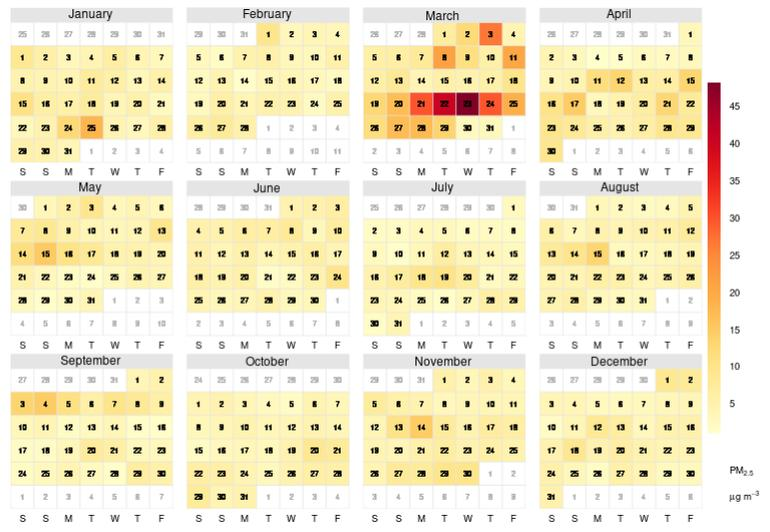 January
25 26 27 28 29 30 31
1 2 3 4 5 6 7
8 9 10 11 12 13 14
15 16 17 18 19 20 21
22 23 24 25 26 27 28
29 30 31 1 2 3 4
S S M T W T F
February
29 30 31 1 2 3 4
5 6 7 8 9 10 11
12 13 14 15 16 17 18
19 20 21 22 23 24 25
26 27 28 1 2 3 4
5 6 7 8 9 10 11
S S M T W T F
March
26 27 28 1 2 3 4
5 6 7 8 9 10 11
12 13 14 15 16 17 18
19 20 21 22 23 24 25
26 27 28 29 30 31 1
2 3 4 5 6 7 8
S S M T W T F
April
26 27 28 29 30 31 1
2 3 4 5 6 7 8
9 10 11 12 13 14 15
16 17 18 19 20 21 22
23 24 25 26 27 28 29
30 1 2 3 4 5 6
S S M T W T F
May
30 1 2 3 4 5 6
7 8 9 10 11 12 13
14 15 16 17 18 19 20
21 22 23 24 25 26 27
28 29 30 31 1 2 3
4 5 6 7 8 9 10
S S M T W T F
June
28 29 30 31 1 2 3
4 5 6 7 8 9 10
11 12 13 14 15 16 17
18 19 20 21 22 23 24
25 26 27 28 29 30 1
2 3 4 5 6 7 8
S S M T W T F
July
25 26 27 28 29 30 1
2 3 4 5 6 7 8
9 10 11 12 13 14 15
16 17 18 19 20 21 22
23 24 25 26 27 28 29
30 31 1 2 3 4 5
S S M T W T F
August
30 31 1 2 3 4 5
6 7 8 9 10 11 12
13 14 15 16 17 18 19
20 21 22 23 24 25 26
27 28 29 30 31 1 2
3 4 5 6 7 8 9
S S M T W T F
September
27 28 29 30 31 1 2
3 4 5 6 7 8 9
10 11 12 13 14 15 16
17 18 19 20 21 22 23
24 25 26 27 28 29 30
1 2 3 4 5 6 7
S S M T W T F
October
24 25 26 27 28 29 30
1 2 3 4 5 6 7
8 9 10 11 12 13 14
15 16 17 18 19 20 21
22 23 24 25 26 27 28
29 30 31 1 2 3 4
S S M T W T F
November
29 30 31 1 2 3 4
5 6 7 8 9 10 11
12 13 14 15 16 17 18
19 20 21 22 23 24 25
26 27 28 29 30 1 2
3 4 5 6 7 8 9
S S M T W T F
December
26 27 28 29 30 1 2
3 4 5 6 7 8 9
10 11 12 13 14 15 16
17 18 19 20 21 22 23
24 25 26 27 28 29 30
31 1 2 3 4 5 6
S S M T W T F
45
40
35
30
25
20
15
10
5
PM₂.₅
μg m⁻³